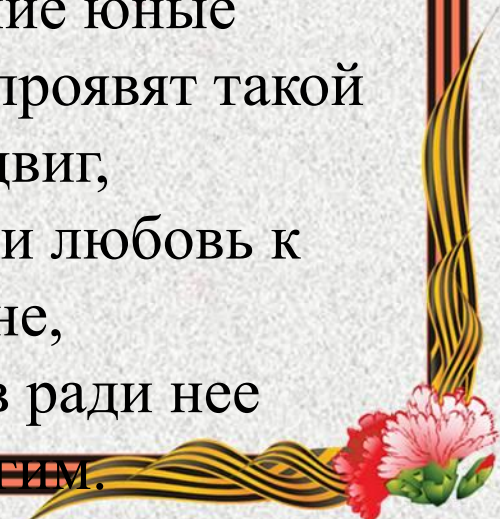 ие юные
проявят такой
двиг,
и любовь к
не,
в ради нее
гим.